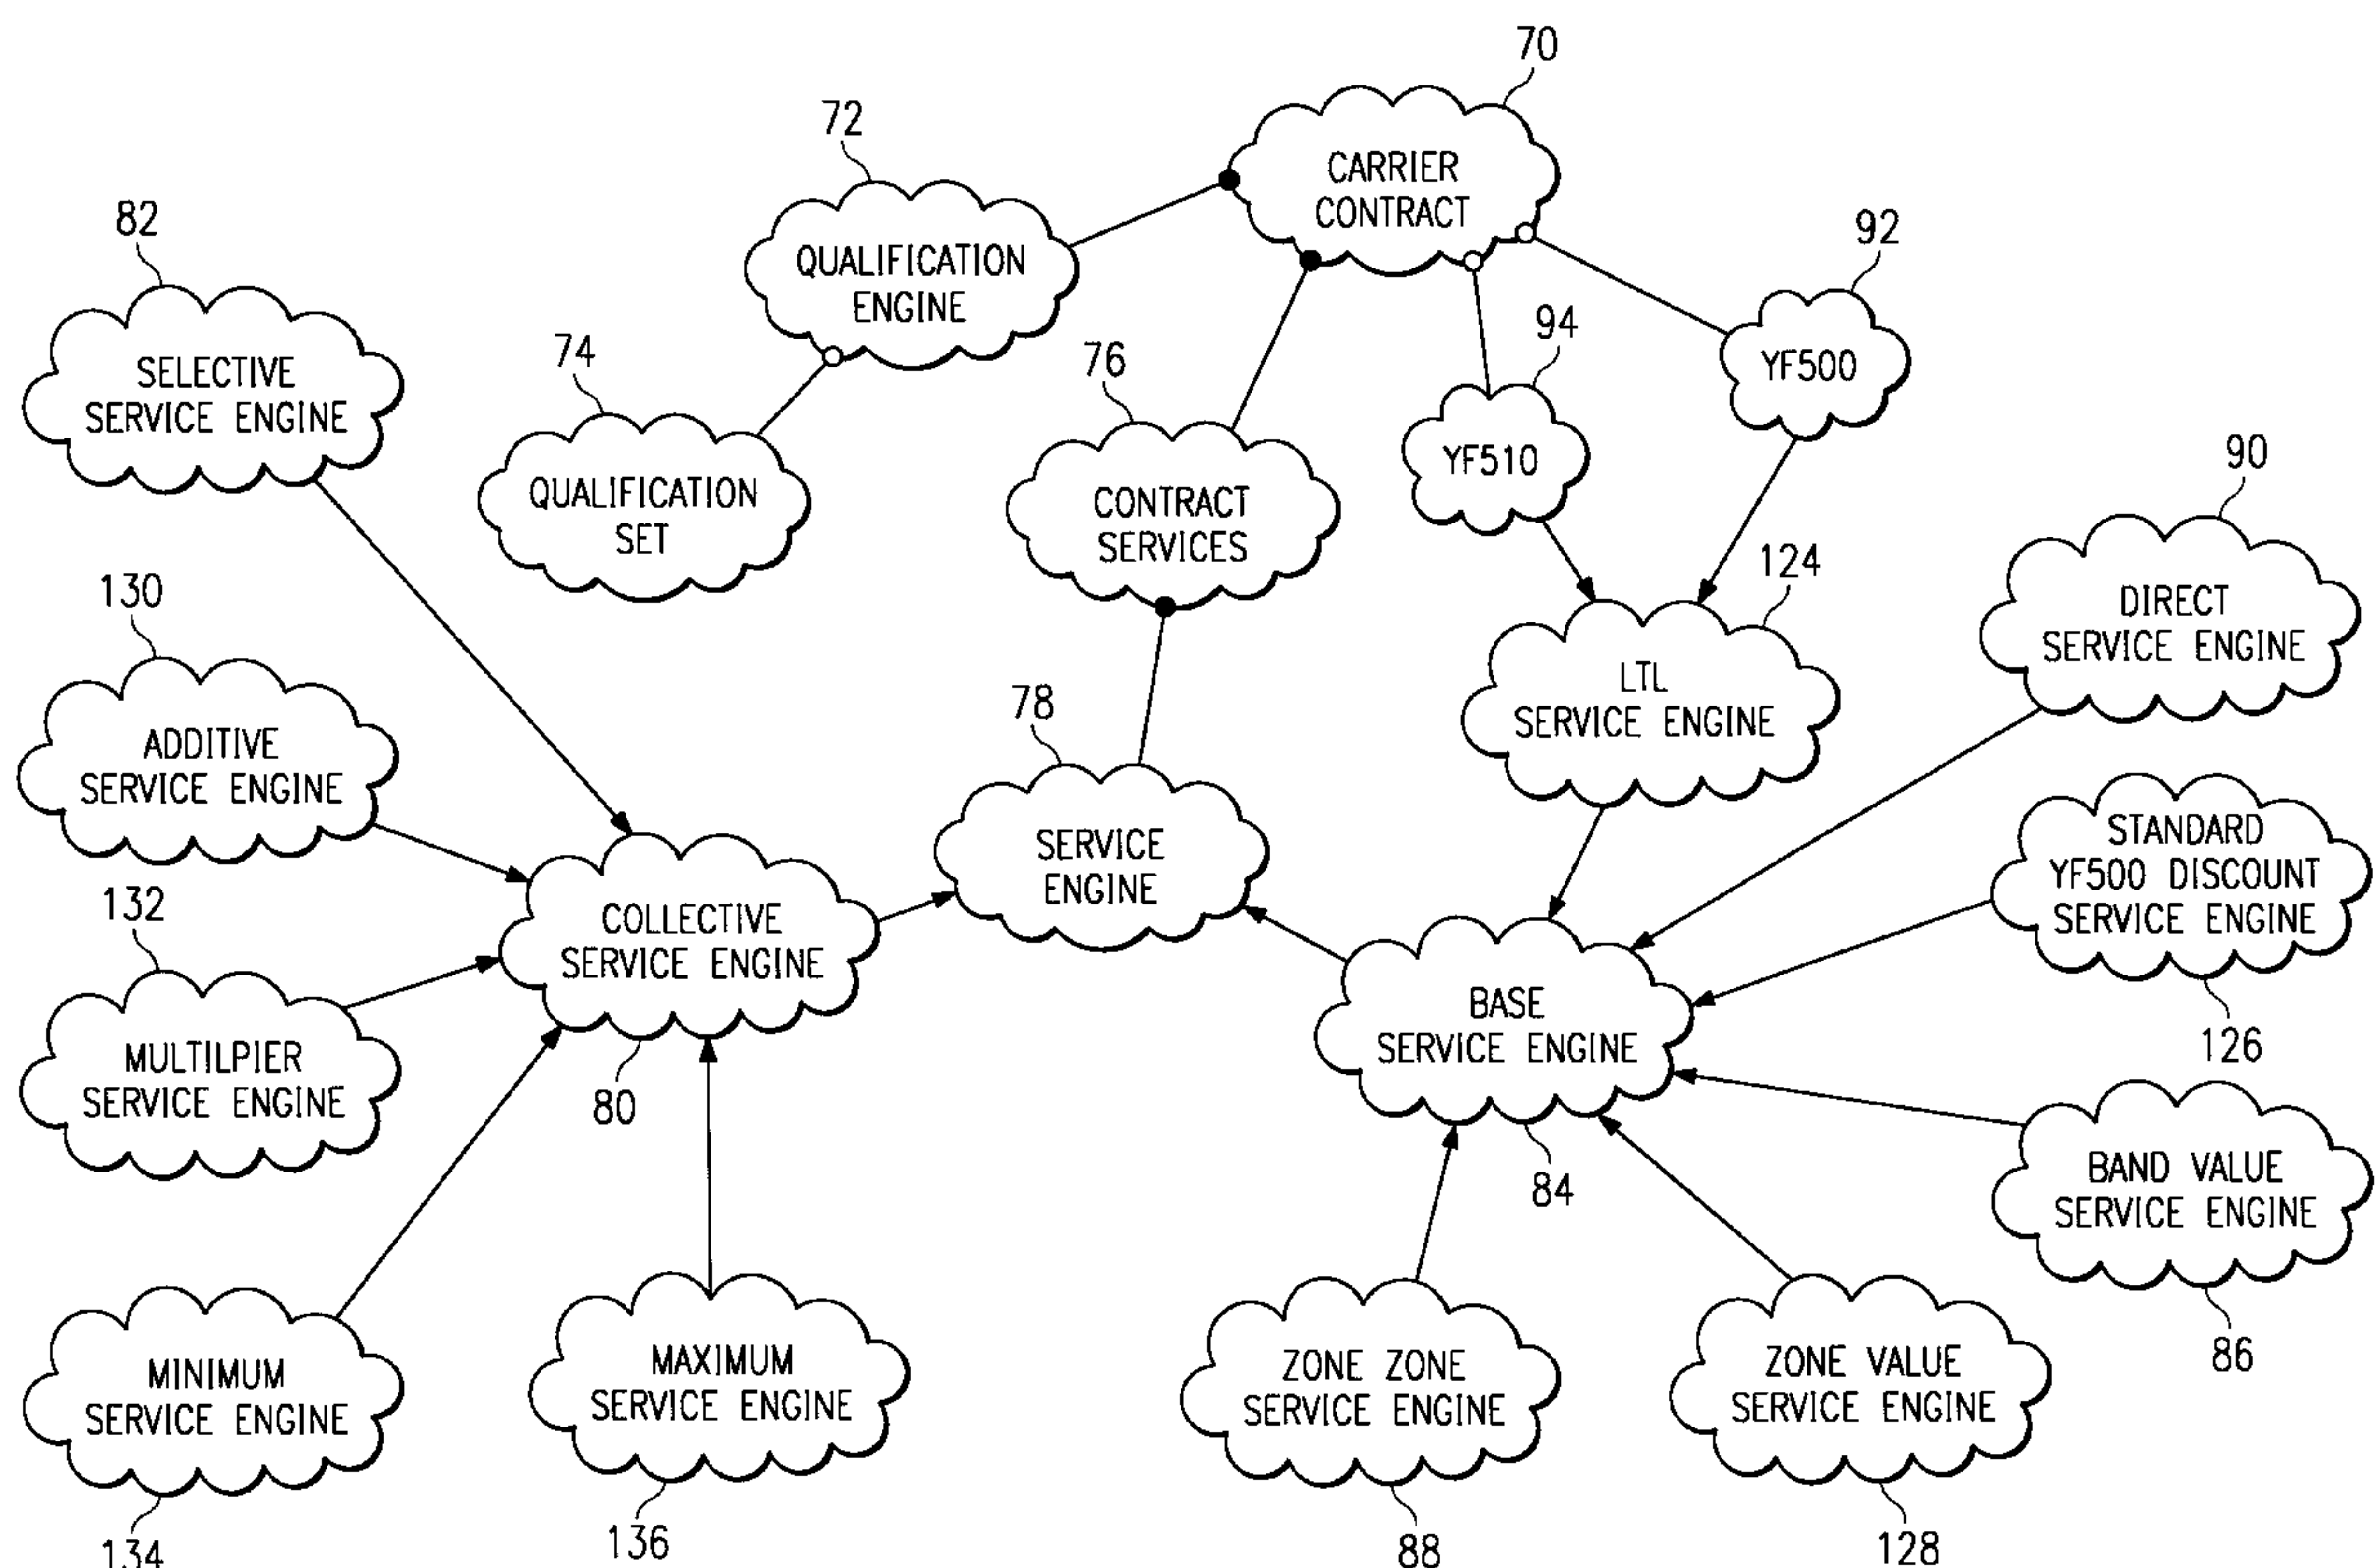 70
CARRIER
CONTRACT
72
QUALIFICATION
ENGINE
82
SELECTIVE
SERVICE ENGINE
74
QUALIFICATION
SET
76
CONTRACT
SERVICES
94
YF510
92
YF500
90
DIRECT
SERVICE ENGINE
124
LTL
SERVICE ENGINE
130
ADDITIVE
SERVICE ENGINE
78
SERVICE
ENGINE
STANDARD
YF500 DISCOUNT
SERVICE ENGINE
126
132
MULTILPIER
SERVICE ENGINE
COLLECTIVE
SERVICE ENGINE
80
BASE
SERVICE ENGINE
84
BAND VALUE
SERVICE ENGINE
86
MINIMUM
SERVICE ENGINE
134
MAXIMUM
SERVICE ENGINE
136
ZONE ZONE
SERVICE ENGINE
88
ZONE VALUE
SERVICE ENGINE
128